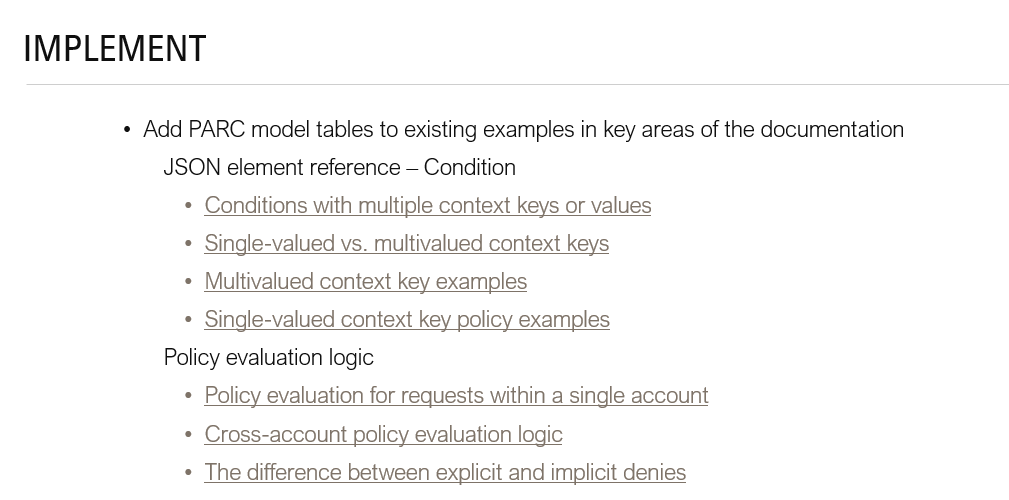 IMPLEMENT
• Add PARC model tables to existing examples in key areas of the documentation
JSON element reference – Condition
• Conditions with multiple context keys or values
• Single-valued vs. multivalued context keys
• Multivalued context key examples
• Single-valued context key policy examples
Policy evaluation logic
• Policy evaluation for requests within a single account
• Cross-account policy evaluation logic
• The difference between explicit and implicit denies